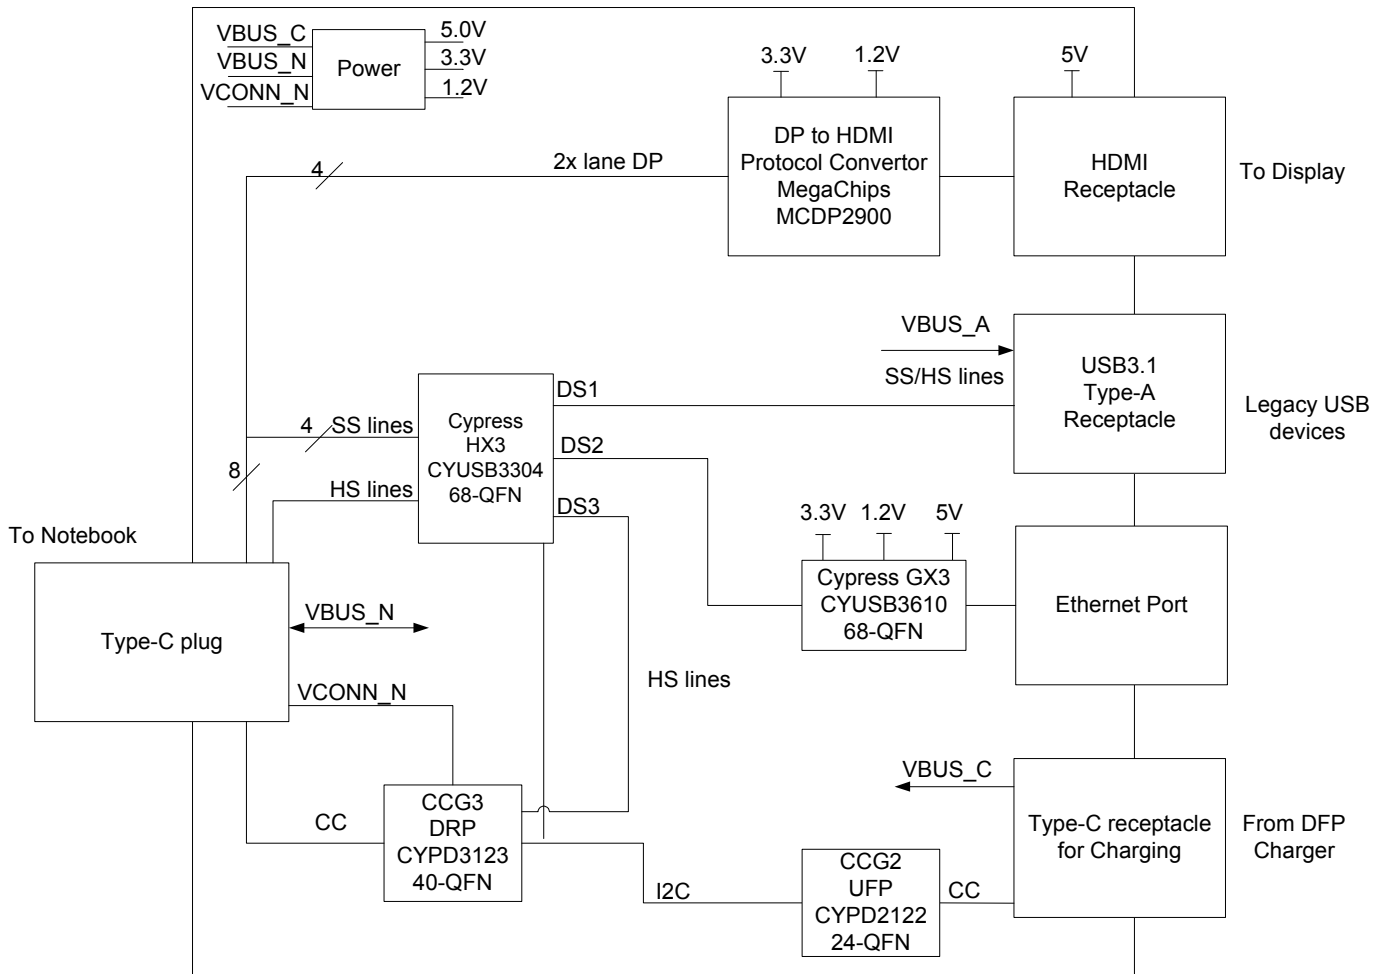 VBUS_C
VBUS_N
VCONN_N
Power
5.0V
3.3V
1.2V
3.3V
1.2V
5V
4
2x lane DP
DP to HDMI
Protocol Convertor
MegaChips
MCDP2900
HDMI
Receptacle
To Display
VBUS_A
SS/HS lines
USB3.1
Type-A
Receptacle
Legacy USB
devices
4
SS lines
8
HS lines
Cypress
HX3
CYUSB3304
68-QFN
DS1
DS2
DS3
3.3V
1.2V
5V
Cypress GX3
CYUSB3610
68-QFN
Ethernet Port
To Notebook
Type-C plug
VBUS_N
VCONN_N
HS lines
CC
CCG3
DRP
CYPD3123
40-QFN
I2C
CCG2
UFP
CYPD2122
24-QFN
CC
VBUS_C
Type-C receptacle
for Charging
From DFP
Charger